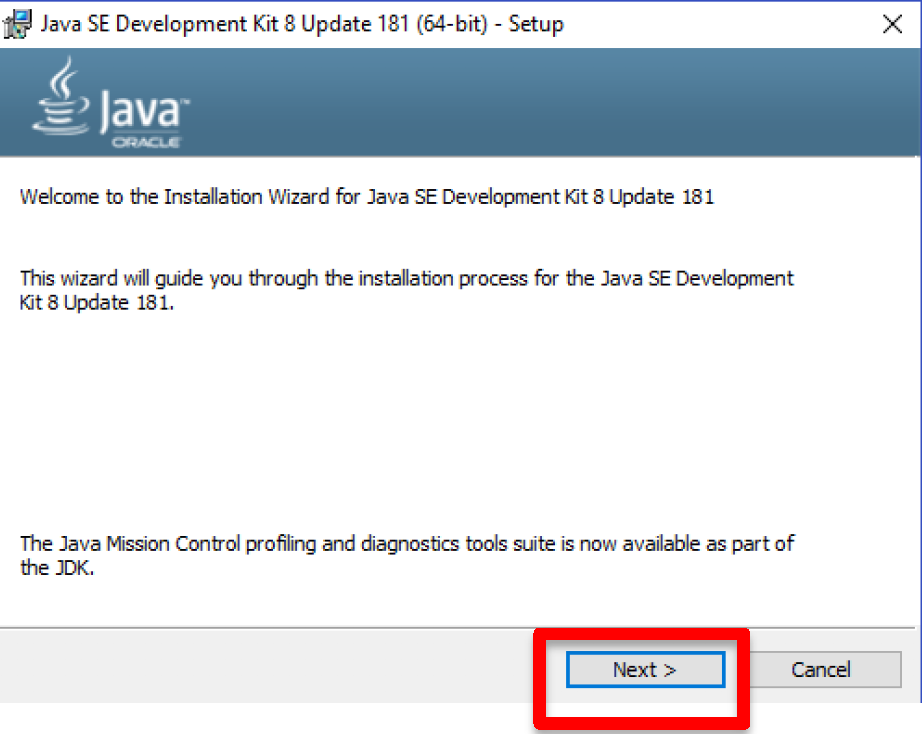 Java SE Development Kit 8 Update 181 (64-bit) - Setup
Java™
ORACLE
Welcome to the Installation Wizard for Java SE Development Kit 8 Update 181
This wizard will guide you through the installation process for the Java SE Development
Kit 8 Update 181.
The Java Mission Control profiling and diagnostics tools suite is now available as part of
the JDK.
Next >
Cancel